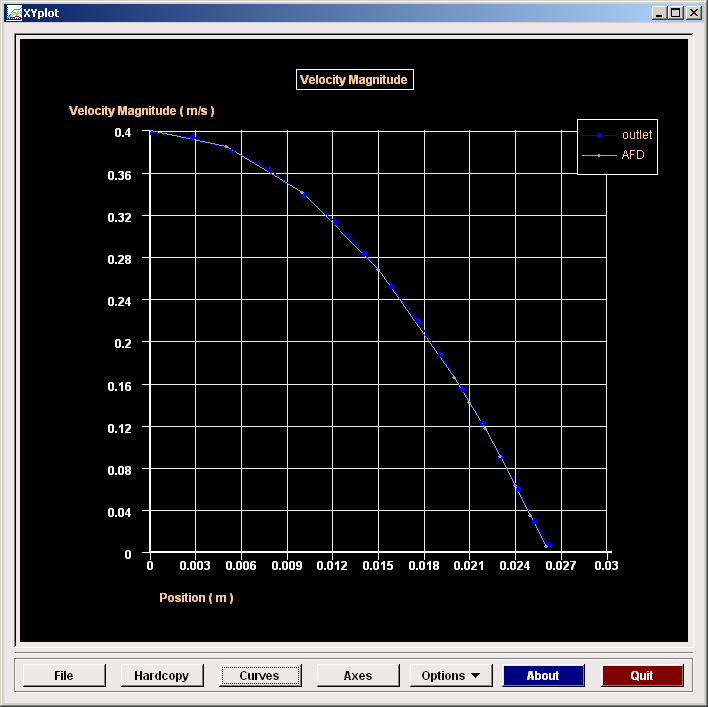 XYplot
Velocity Magnitude
Velocity Magnitude ( m/s )
outlet
AFD
0.4
0.36
0.32
0.28
0.24
0.2
0.16
0.12
0.08
0.04
0
0 0.003 0.006 0.009 0.012 0.015 0.018 0.021 0.024 0.027 0.03
Position ( m )
File Hardcopy Curves Axes Options About Quit